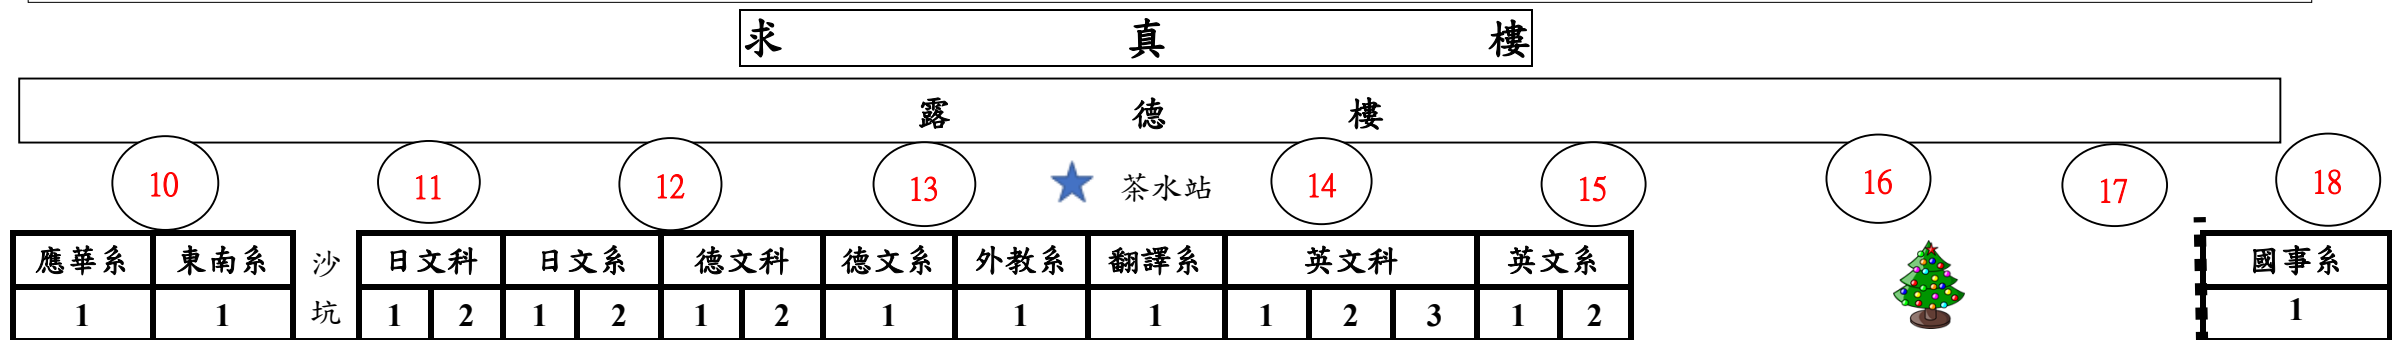 求 真 樓
露 德 樓
10 11 12 13 茶水站 14 15 16 17 18
應華系 東南系 沙坑 日文科 日文系 德文科 德文系 外教系 翻譯系 英文科 英文系 國事系
1 1 1 2 1 2 1 2 1 1 1 1 2 3 1 2 1